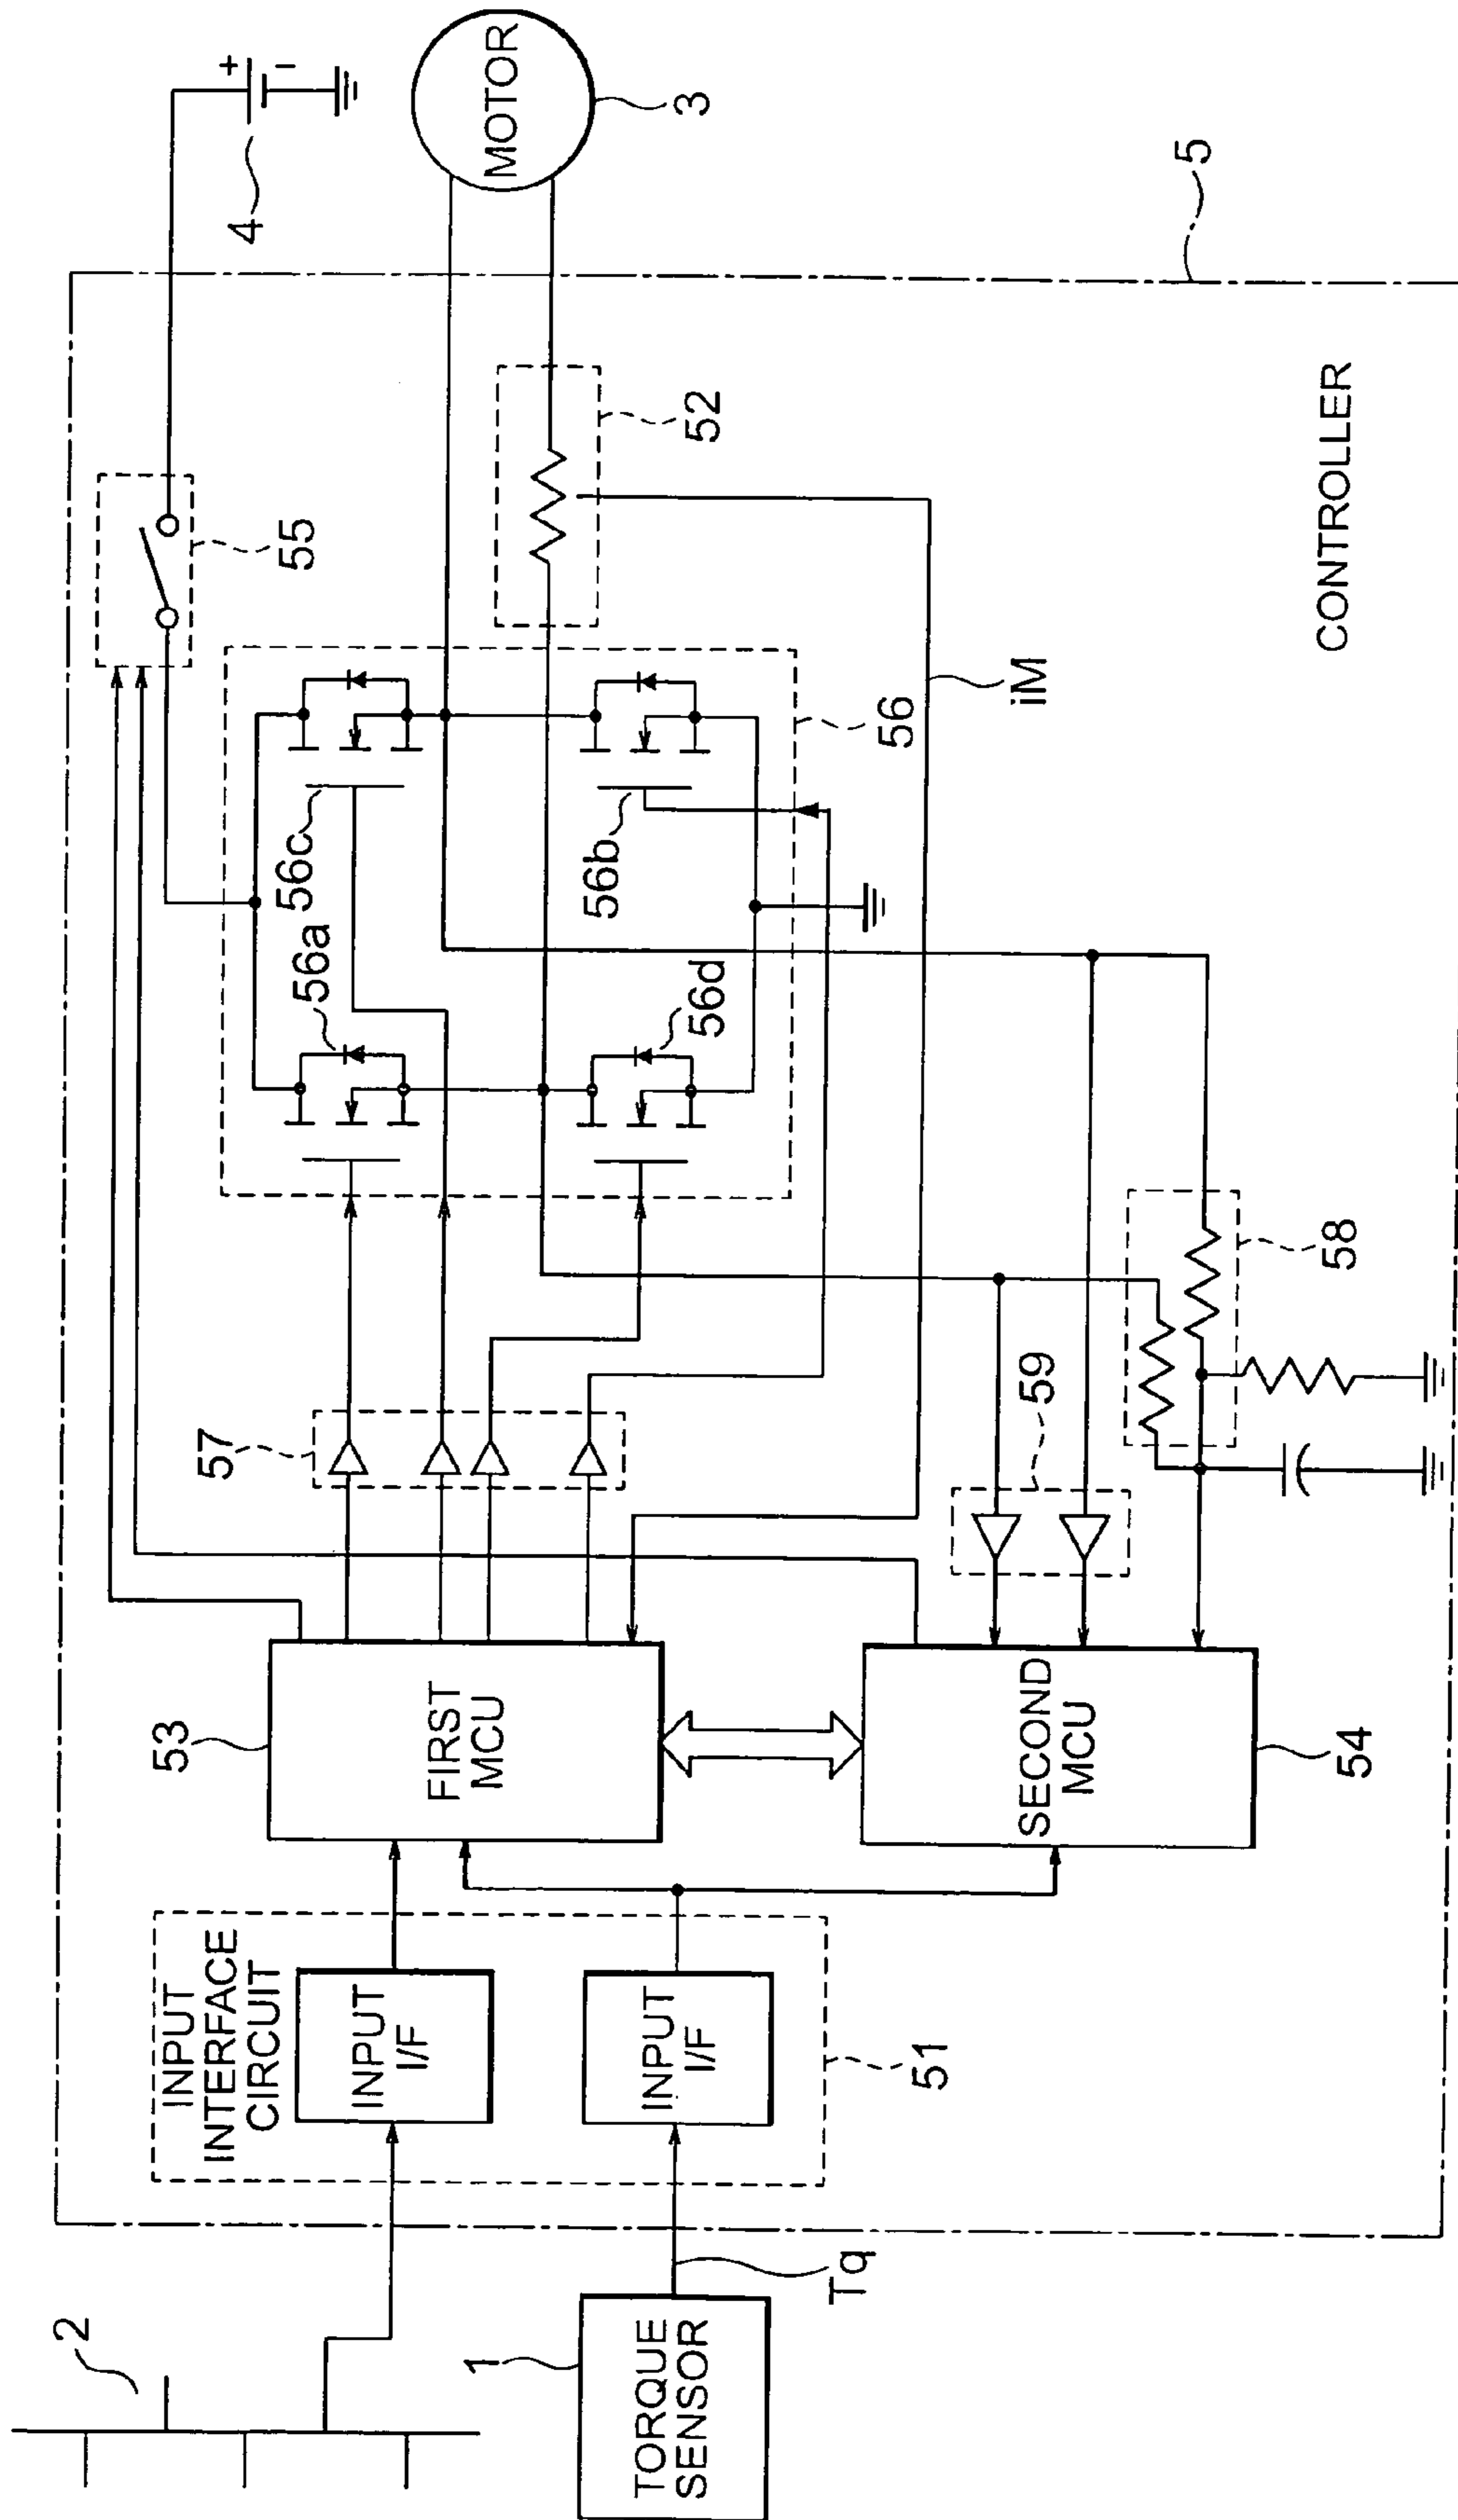 2
1
TORQUE
SENSOR
Tq
INPUT
INTERFACE
CIRCUIT
INPUT
I/F
INPUT
I/F
51
53
FIRST
MCU
SECOND
MCU
54
57
59
58
56a
56c
56d
56b
56
55
52
iM
CONTROLLER
5
4
+
-
MOTOR
3